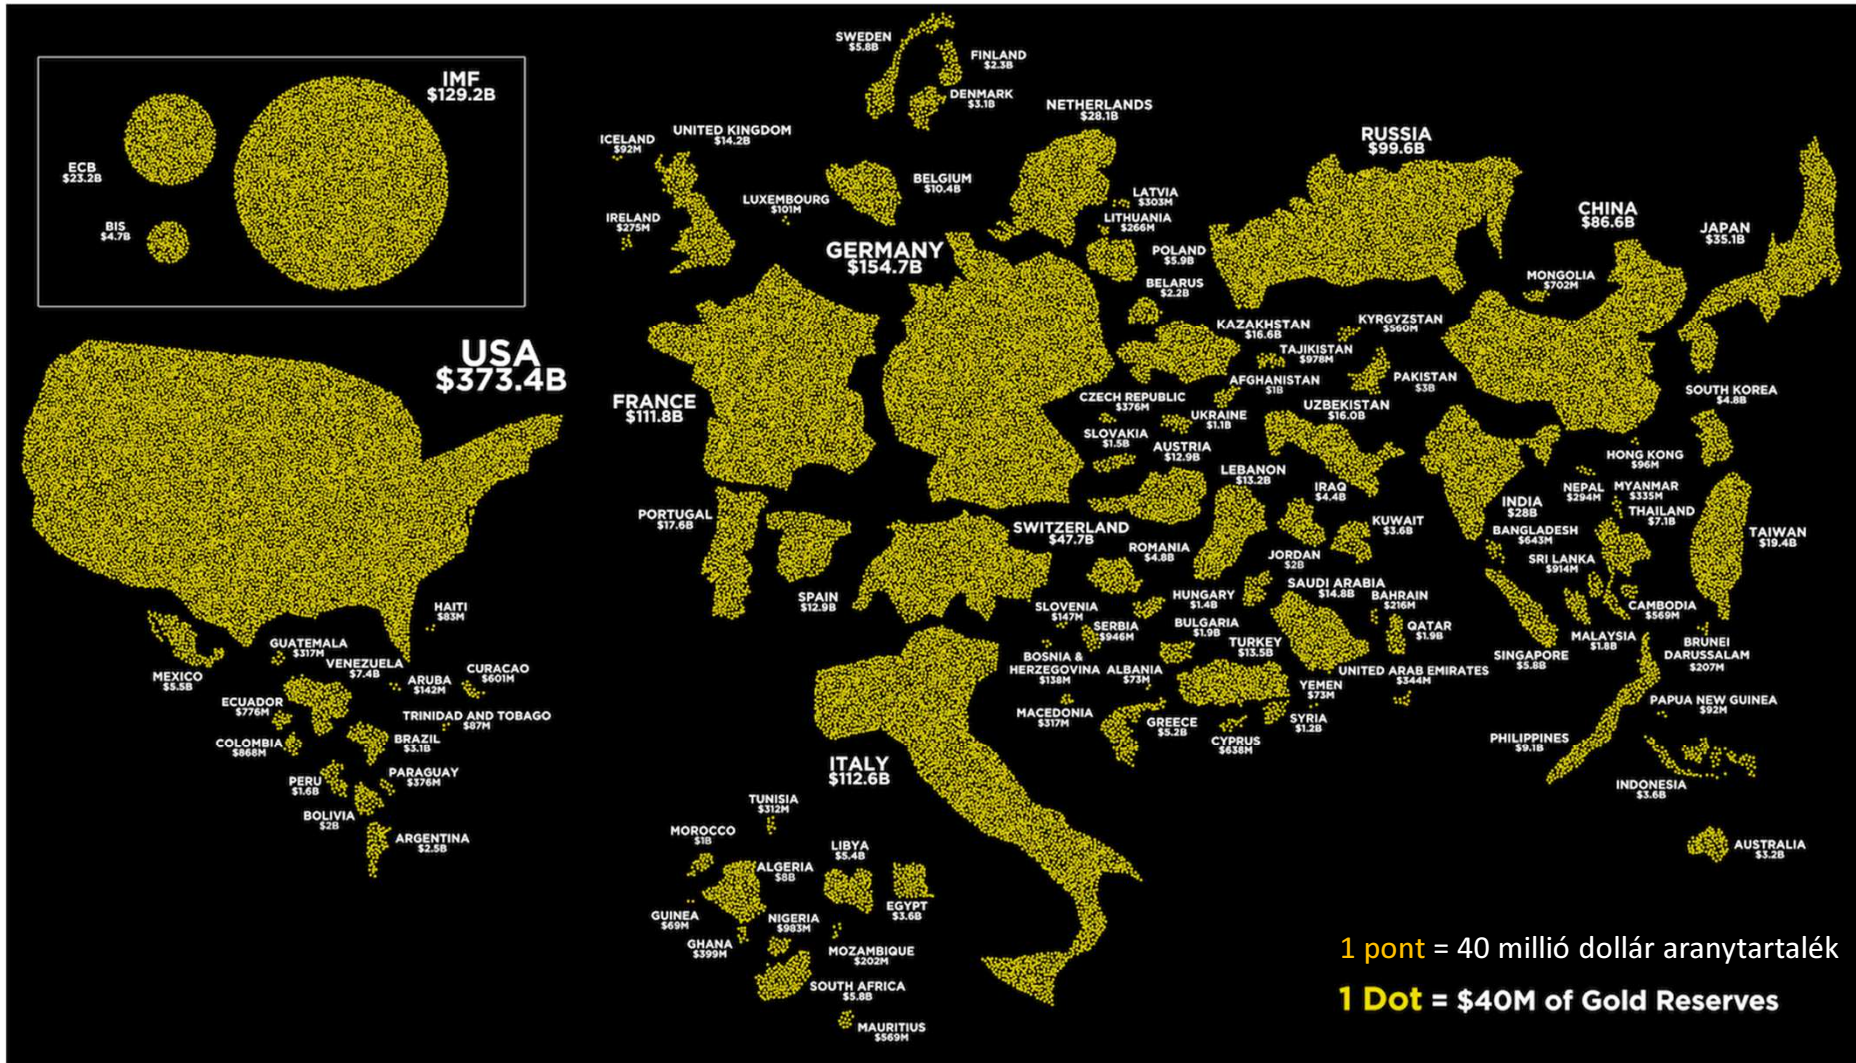 IMF
$129.2B
ECB
$23.2B
BIS
$4.7B
USA
$373.4B
HAITI
$83M
MEXICO
$5.5B
GUATEMALA
$317M
VENEZUELA
$7.4B
ARUBA
$142M
CURACAO
$601M
ECUADOR
$776M
TRINIDAD AND TOBAGO
$87M
COLOMBIA
$868M
BRAZIL
$3.1B
PERU
$1.6B
PARAGUAY
$376M
BOLIVIA
$2B
ARGENTINA
$2.5B
SWEDEN
$5.8B
FINLAND
$2.3B
DENMARK
$3.1B
NETHERLANDS
$28.1B
ICELAND
$92M
UNITED KINGDOM
$14.2B
BELGIUM
$10.4B
LUXEMBOURG
$101M
IRELAND
$275M
LATVIA
$303M
LITHUANIA
$266M
GERMANY
$154.7B
POLAND
$5.9B
BELARUS
$2.2B
FRANCE
$111.8B
CZECH REPUBLIC
$376M
UKRAINE
$1.1B
SLOVAKIA
$1.5B
AUSTRIA
$12.9B
PORTUGAL
$17.6B
SPAIN
$12.9B
SWITZERLAND
$47.7B
ROMANIA
$4.8B
HUNGARY
$1.4B
SLOVENIA
$147M
SERBIA
$946M
BULGARIA
$1.9B
BOSNIA &
HERZEGOVINA
$138M
ALBANIA
$73M
MACEDONIA
$317M
GREECE
$5.2B
ITALY
$112.6B
TURKEY
$13.5B
CYPRUS
$638M
SYRIA
$1.2B
YEMEN
$73M
RUSSIA
$99.6B
KAZAKHSTAN
$16.6B
KYRGYZSTAN
$560M
TAJIKISTAN
$978M
AFGHANISTAN
$1B
PAKISTAN
$3B
UZBEKISTAN
$16.0B
LEBANON
$13.2B
IRAQ
$4.4B
KUWAIT
$3.6B
JORDAN
$2B
SAUDI ARABIA
$14.8B
BAHRAIN
$216M
QATAR
$1.9B
UNITED ARAB EMIRATES
$344M
CHINA
$86.6B
MONGOLIA
$702M
JAPAN
$35.1B
SOUTH KOREA
$4.8B
HONG KONG
$96M
NEPAL
$294M
MYANMAR
$335M
INDIA
$28B
THAILAND
$7.1B
BANGLADESH
$643M
TAIWAN
$19.4B
SRI LANKA
$914M
CAMBODIA
$569M
MALAYSIA
$1.8B
SINGAPORE
$5.8B
BRUNEI
DARUSSALAM
$207M
PAPUA NEW GUINEA
$92M
PHILIPPINES
$9.1B
INDONESIA
$3.6B
AUSTRALIA
$3.2B
TUNISIA
$312M
MOROCCO
$1B
LIBYA
$5.4B
ALGERIA
$8B
EGYPT
$3.6B
GUINEA
$69M
NIGERIA
$983M
GHANA
$399M
MOZAMBIQUE
$202M
SOUTH AFRICA
$5.8B
MAURITIUS
$569M
1 pont = 40 millió dollár aranytartalék
1 Dot = $40M of Gold Reserves